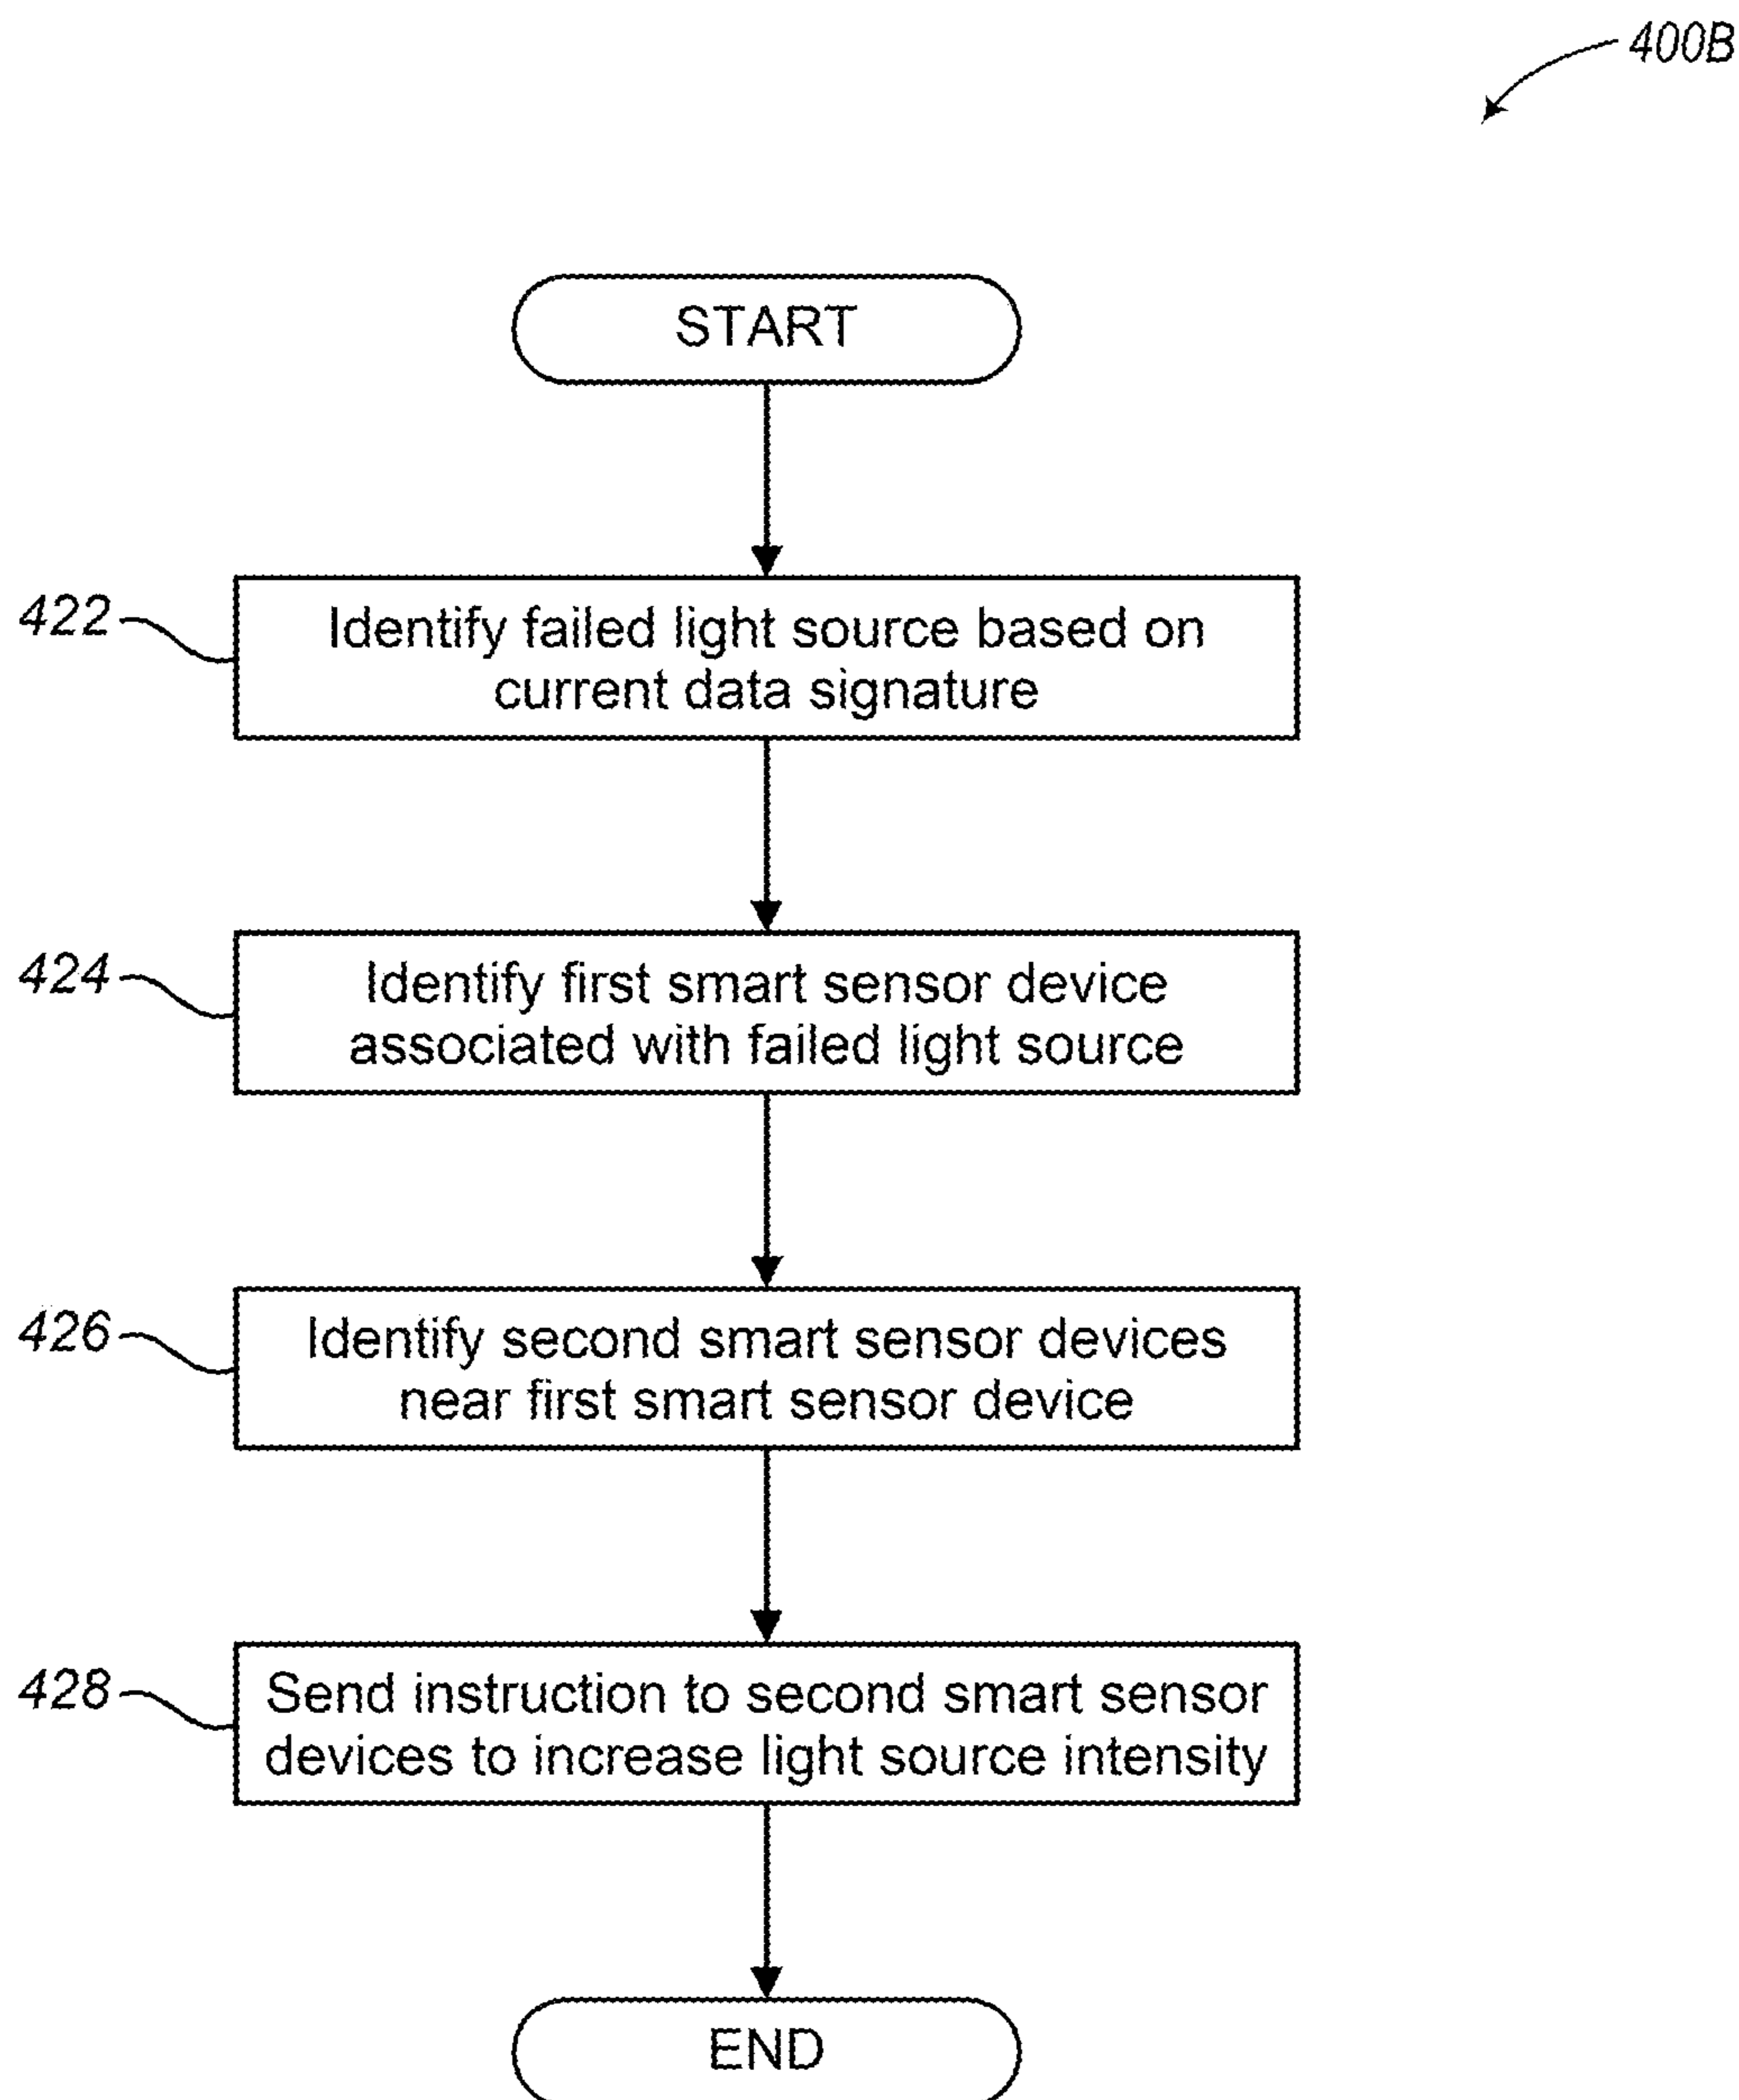 400B
START
422
Identify failed light source based on
current data signature
424
Identify first smart sensor device
associated with failed light source
426
Identify second smart sensor devices
near first smart sensor device
428
Send instruction to second smart sensor
devices to increase light source intensity
END